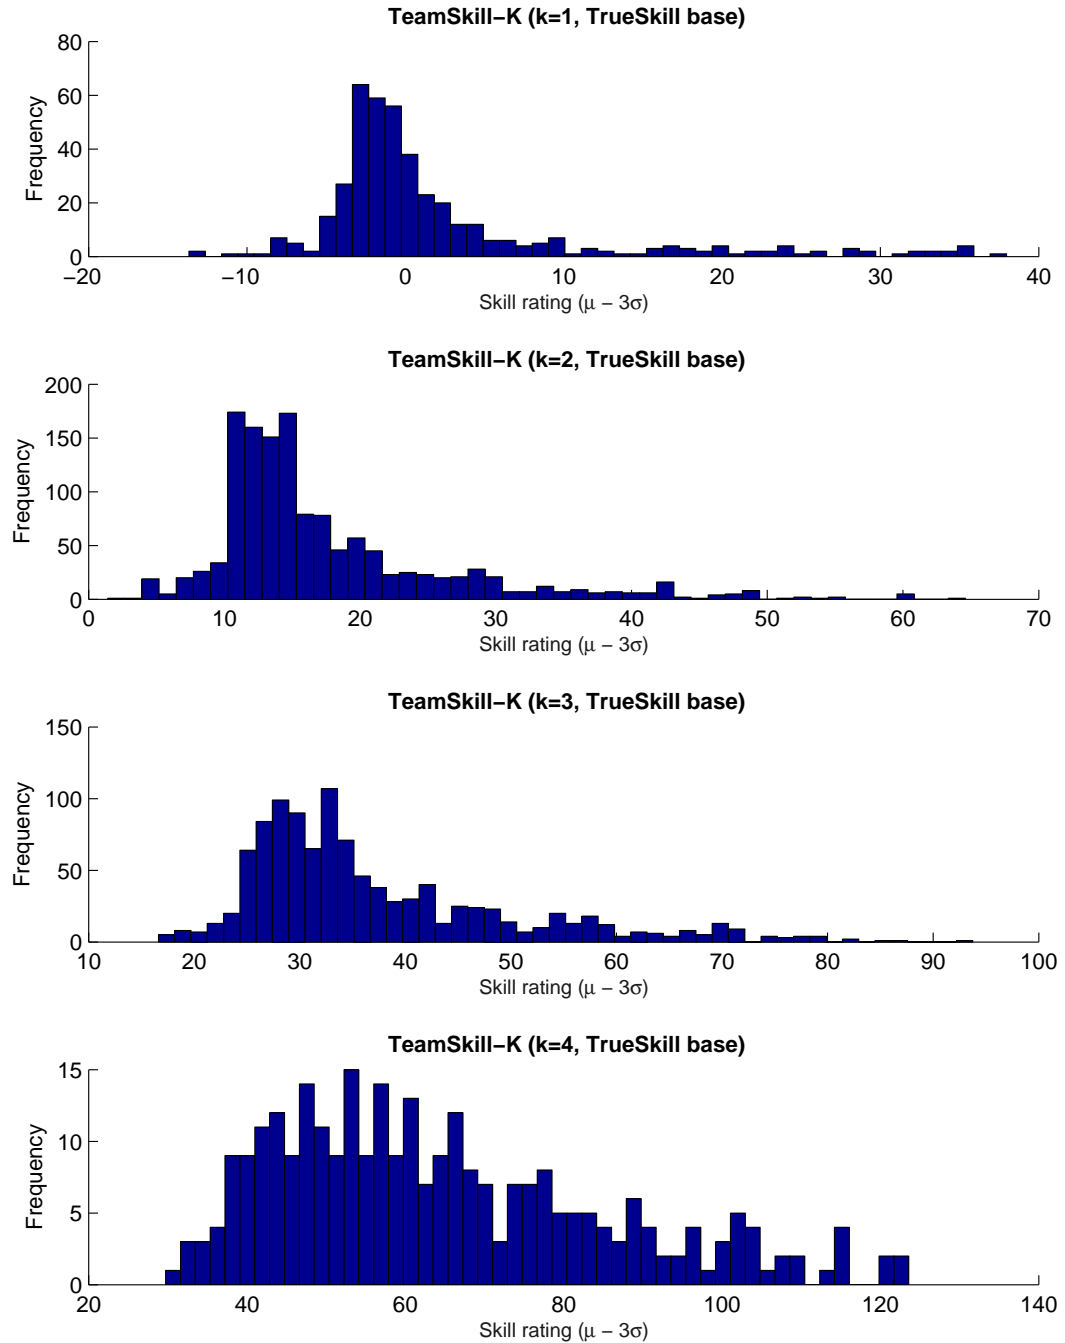 TeamSkill−K (k=1, TrueSkill base)
80
60
40
20
0
Frequency
−20 −10 0 10 20 30 40
Skill rating (μ − 3σ)
TeamSkill−K (k=2, TrueSkill base)
200
150
100
50
0
Frequency
0 10 20 30 40 50 60 70
Skill rating (μ − 3σ)
TeamSkill−K (k=3, TrueSkill base)
150
100
50
0
Frequency
10 20 30 40 50 60 70 80 90 100
Skill rating (μ − 3σ)
TeamSkill−K (k=4, TrueSkill base)
15
10
5
0
Frequency
20 40 60 80 100 120 140
Skill rating (μ − 3σ)